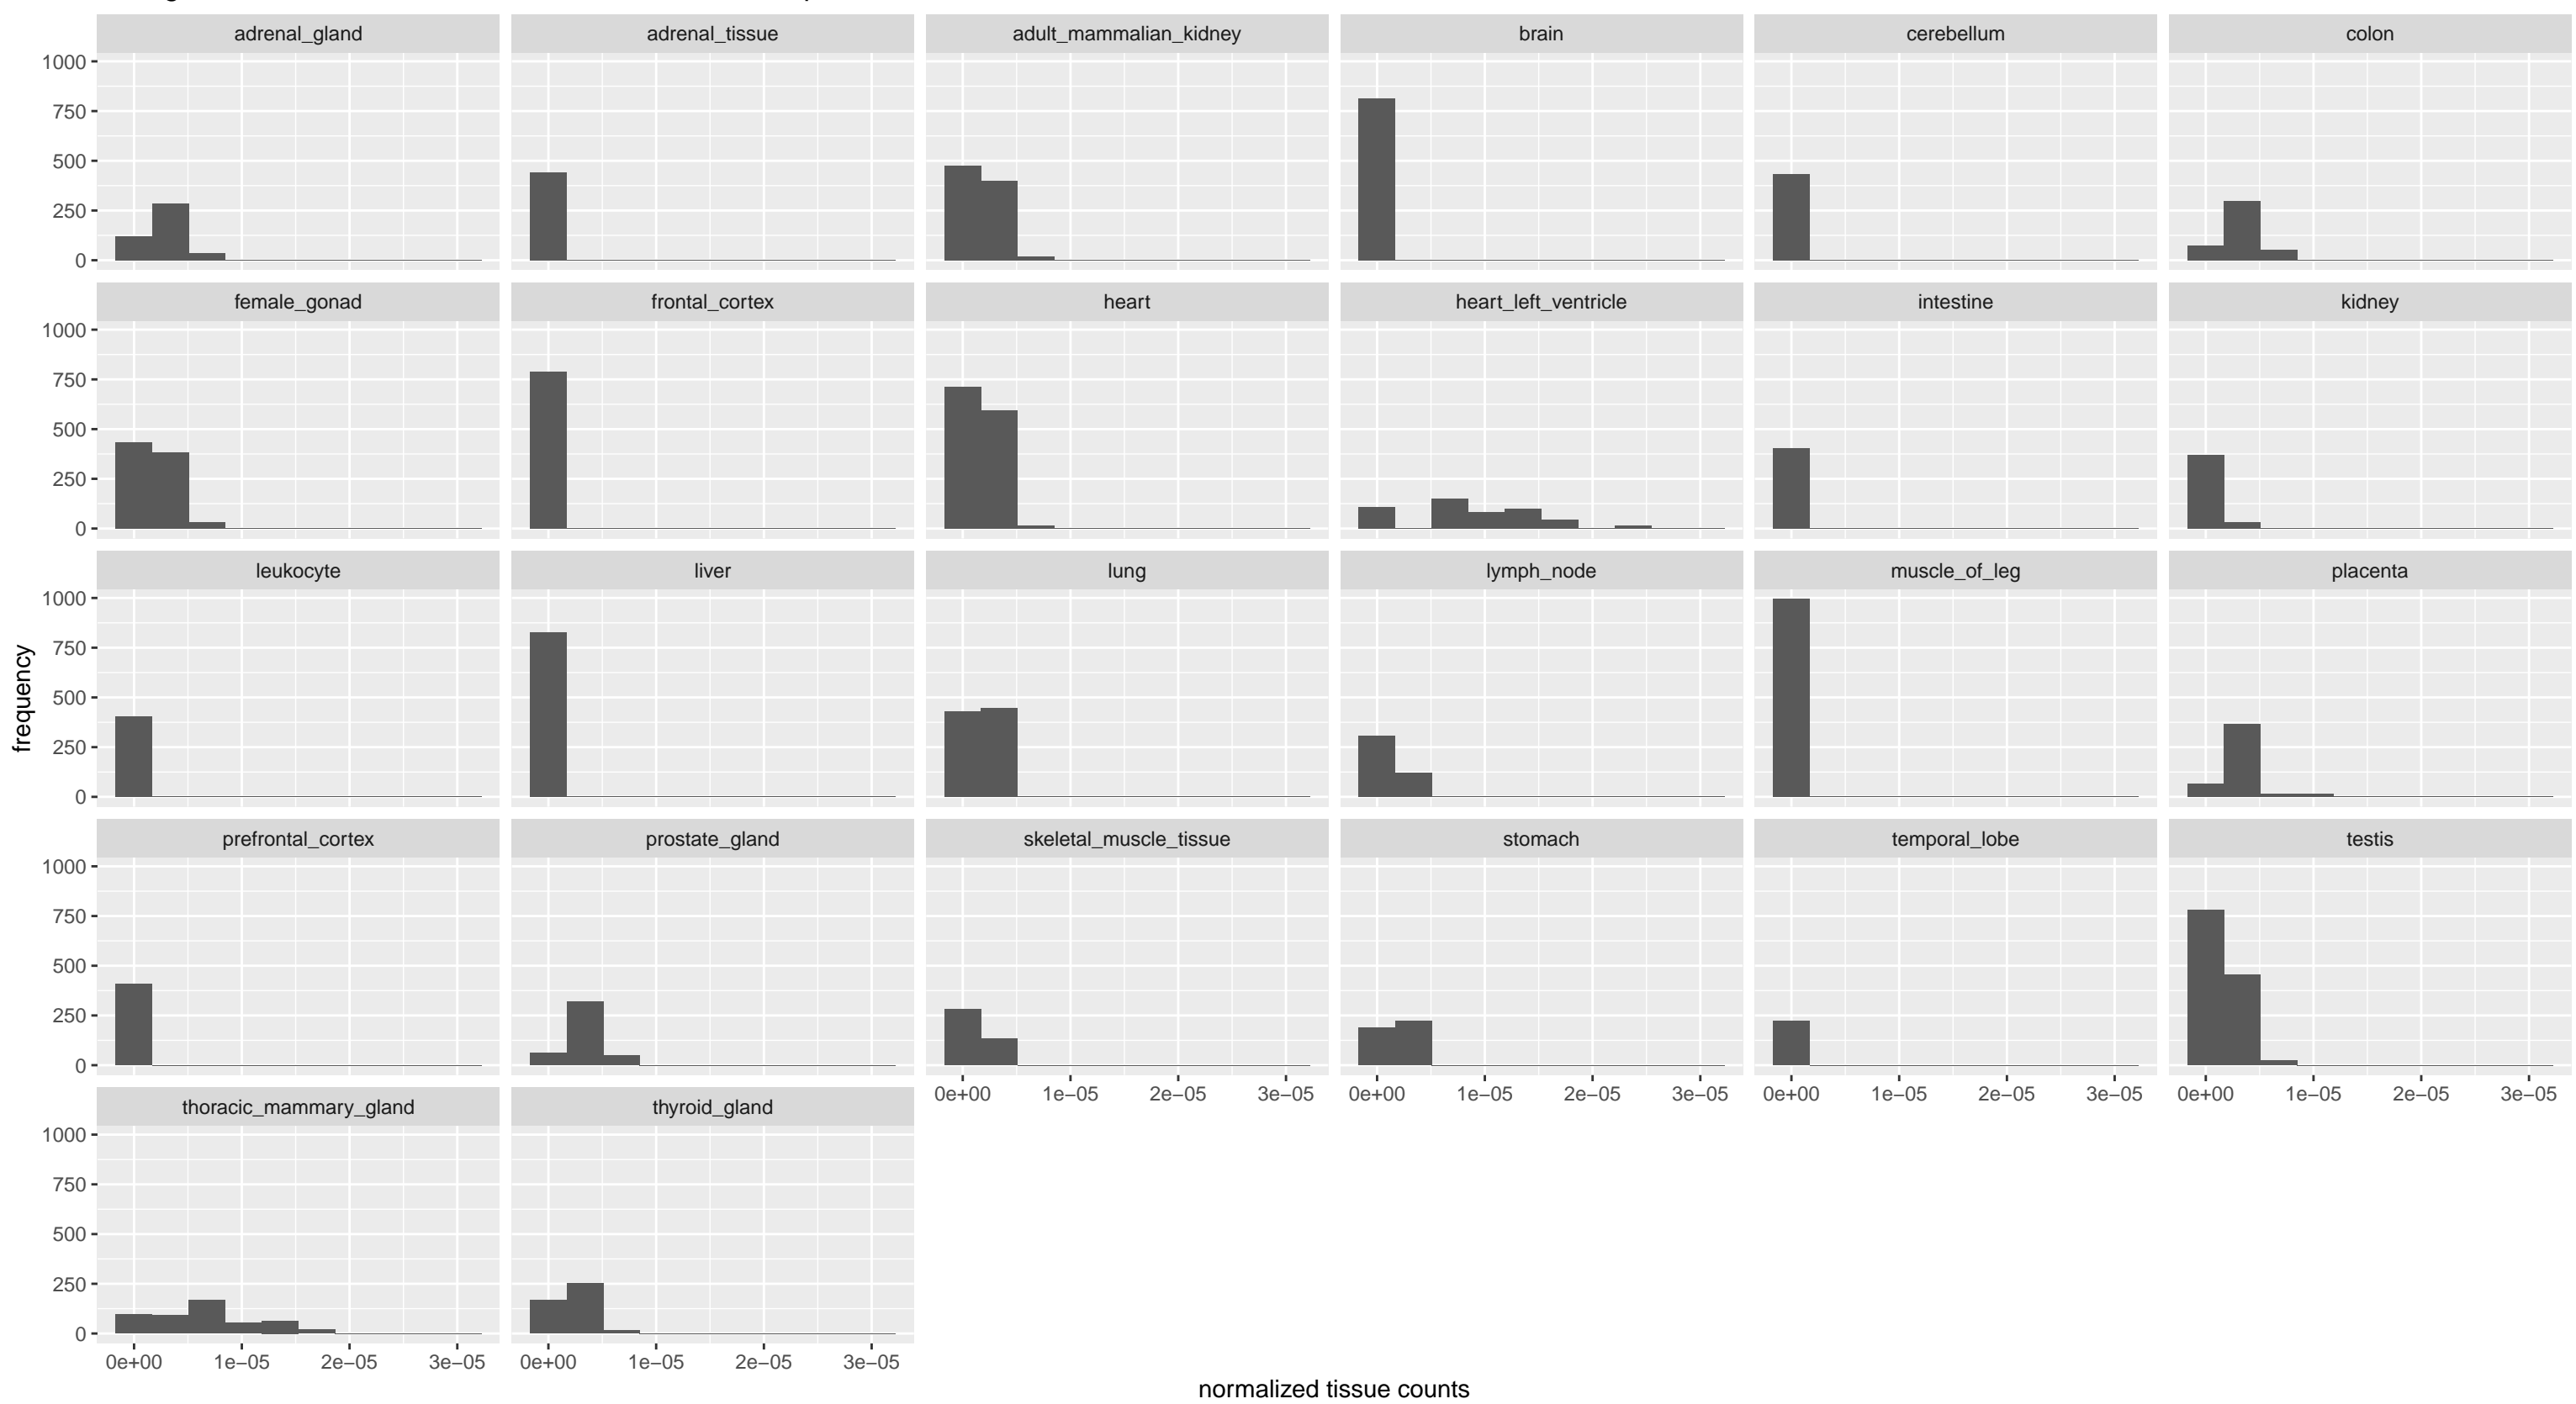 adrenal_gland adrenal_tissue adult_mammalian_kidney brain cerebellum colon
1000
750
500
250
0
female_gonad frontal_cortex heart heart_left_ventricle intestine kidney
1000
750
500
250
0
leukocyte liver lung lymph_node muscle_of_leg placenta
1000
750
500
250
0
frequency
prefrontal_cortex prostate_gland skeletal_muscle_tissue stomach temporal_lobe testis
1000
750
500
250
0
0e+00 1e−05 2e−05 3e−05 0e+00 1e−05 2e−05 3e−05 0e+00 1e−05 2e−05 3e−05 0e+00 1e−05 2e−05 3e−05
thoracic_mammary_gland thyroid_gland
1000
750
500
250
0
0e+00 1e−05 2e−05 3e−05 0e+00 1e−05 2e−05 3e−05
normalized tissue counts